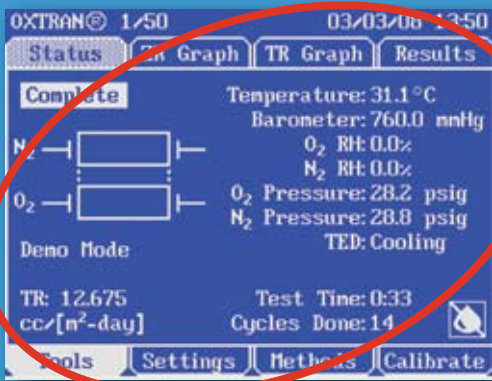 OXTRAN® 1/50 03/03/08 13:50
Status ZR Graph TR Graph Results
Complete Temperature: 31.1°C
Barometer: 760.0 mmHg
N₂ O₂ RH: 0.0%
N₂ RH: 0.0%
O₂ O₂ Pressure: 28.2 psig
N₂ Pressure: 28.8 psig
Demo Mode TED: Cooling
TR: 12.675 Test Time: 0:33
cc/[m²-day] Cycles Done: 14
Tools Settings Methods Calibrate